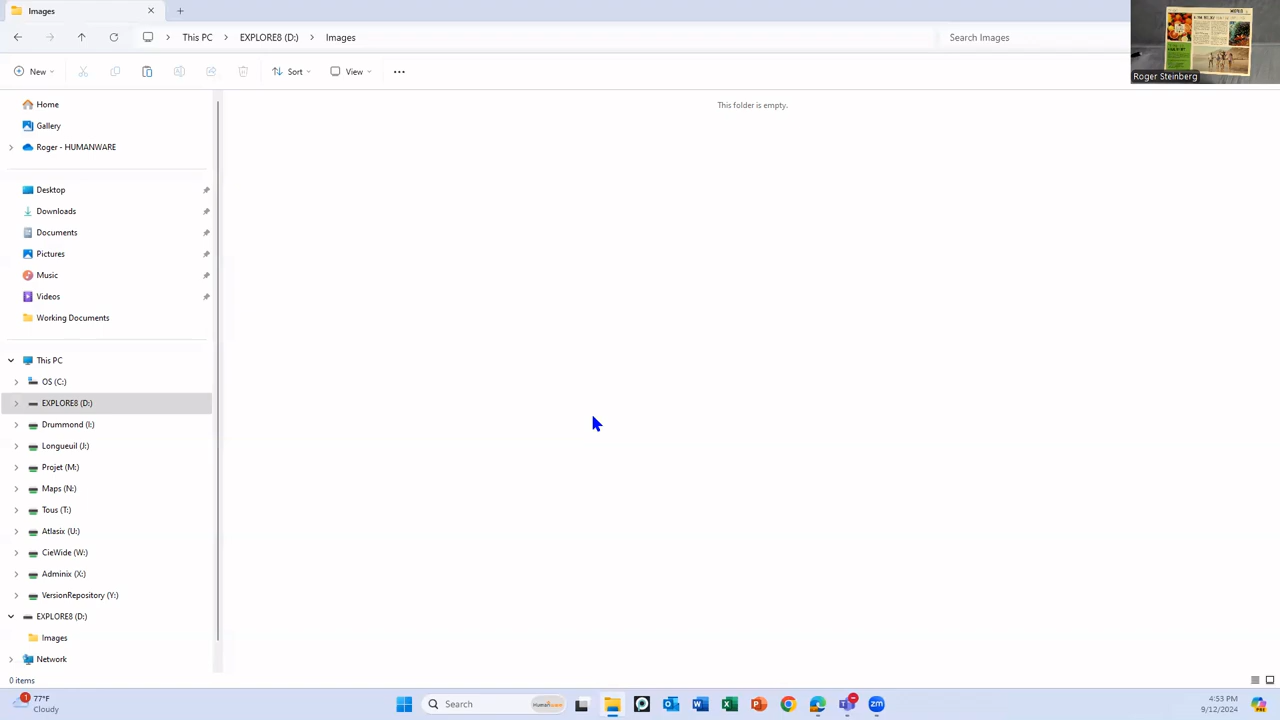 Images
This PC
EXPLORE8 (D:)
Search Images
New
Sort
View
Roger Steinberg
This folder is empty.
Home
Gallery
Roger - HUMANWARE
Desktop
Downloads
Documents
Pictures
Music
Videos
Working Documents
This PC
OS (C:)
EXPLORE8 (D:)
Drummond (I:)
Longueuil (J:)
Projet (M:)
Maps (N:)
Tous (T:)
Atlasix (U:)
CieWide (W:)
Adminix (X:)
VersionRepository (Y:)
EXPLORE8 (D:)
Images
Network
0 items
1
77°F
Cloudy
Search
HumanWare
4:53 PM
9/12/2024